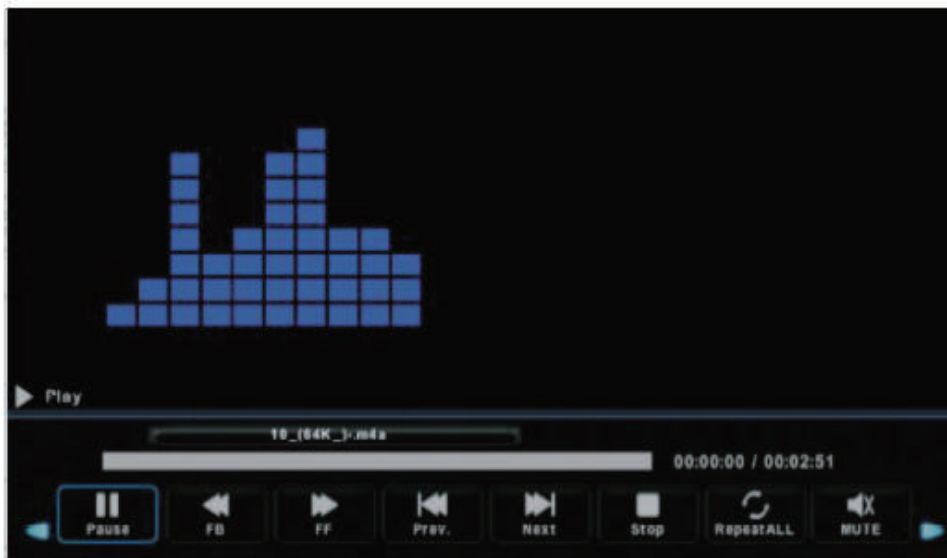 Play
10_(64K_)-.m4a
00:00:00 / 00:02:51
Pause FB FF Prev. Next Stop RepeatALL MUTE